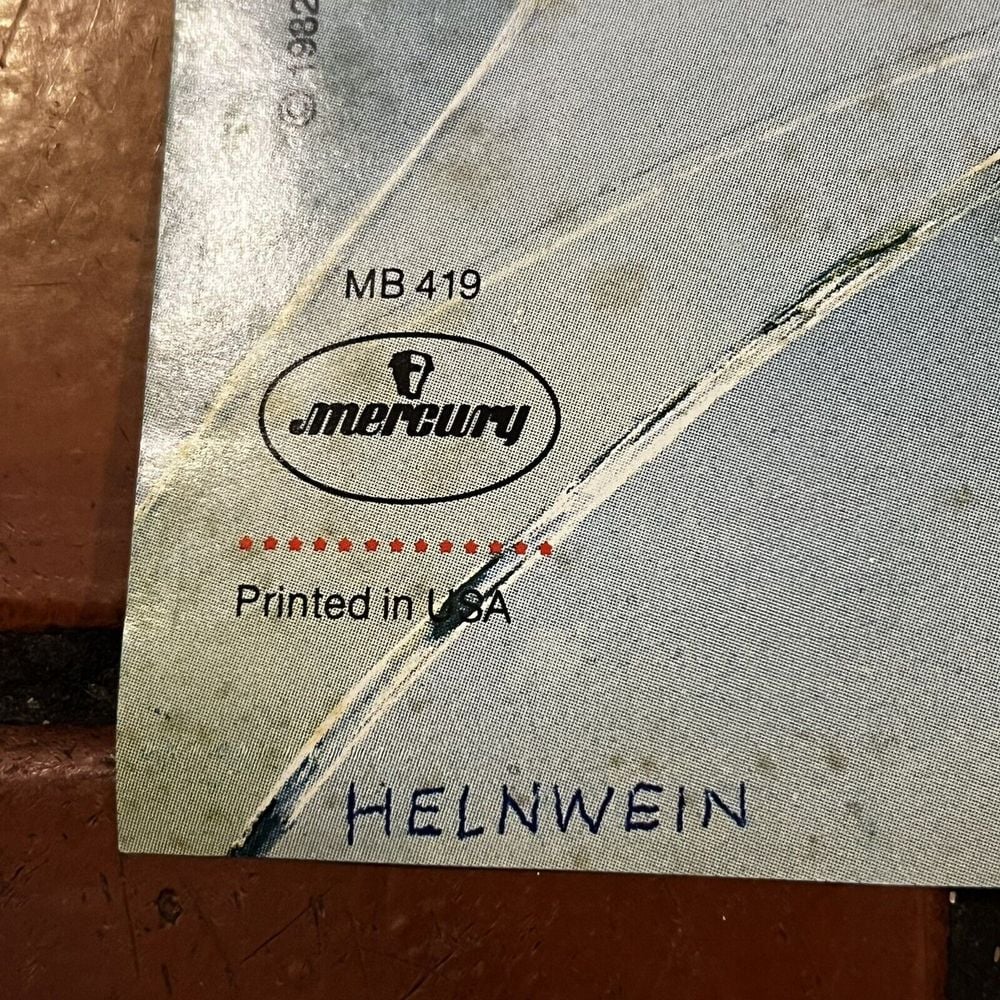 © 1982
MB 419
mercury
Printed in USA
HELNWEIN